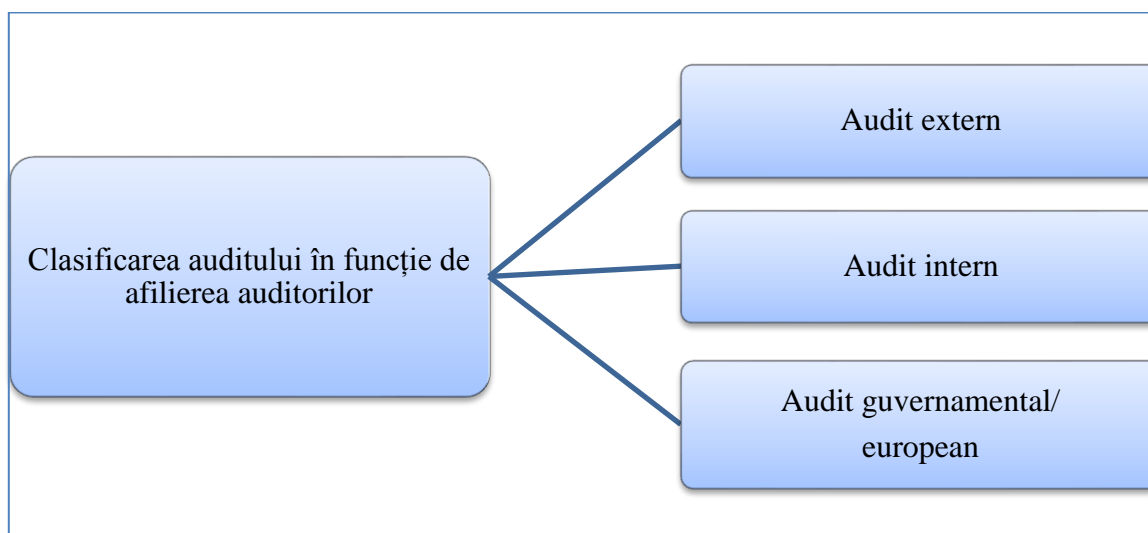 Clasificarea auditului în funcție de
afilierea auditorilor
Audit extern
Audit intern
Audit guvernamental/
european